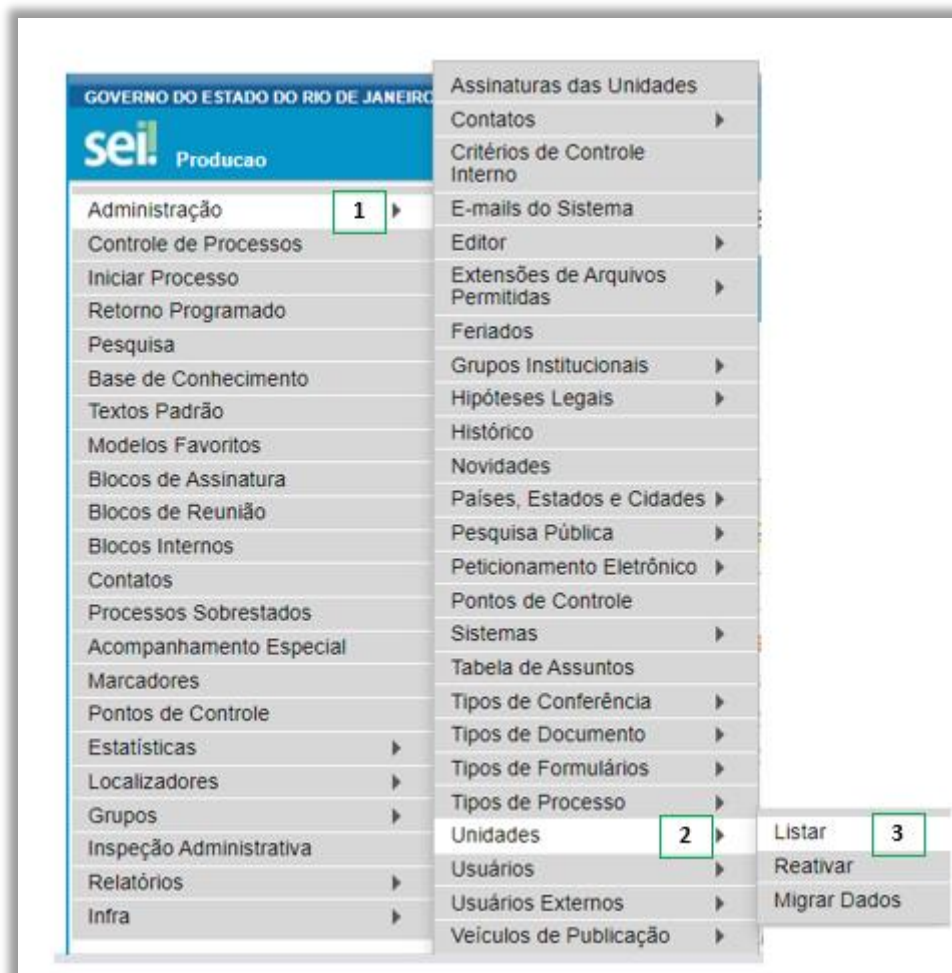 GOVERNO DO ESTADO DO RIO DE JANEIRO
sei!
Producao
Administração
1
Controle de Processos
Iniciar Processo
Retorno Programado
Pesquisa
Base de Conhecimento
Textos Padrão
Modelos Favoritos
Blocos de Assinatura
Blocos de Reunião
Blocos Internos
Contatos
Processos Sobrestados
Acompanhamento Especial
Marcadores
Pontos de Controle
Estatísticas
Localizadores
Grupos
Inspeção Administrativa
Relatórios
Infra
Assinaturas das Unidades
Contatos
Critérios de Controle
Interno
E-mails do Sistema
Editor
Extensões de Arquivos
Permitidas
Feriados
Grupos Institucionais
Hipóteses Legais
Histórico
Novidades
Países, Estados e Cidades
Pesquisa Pública
Peticionamento Eletrônico
Pontos de Controle
Sistemas
Tabela de Assuntos
Tipos de Conferência
Tipos de Documento
Tipos de Formulários
Tipos de Processo
Unidades
2
Usuários
Usuários Externos
Veículos de Publicação
Listar
3
Reativar
Migrar Dados